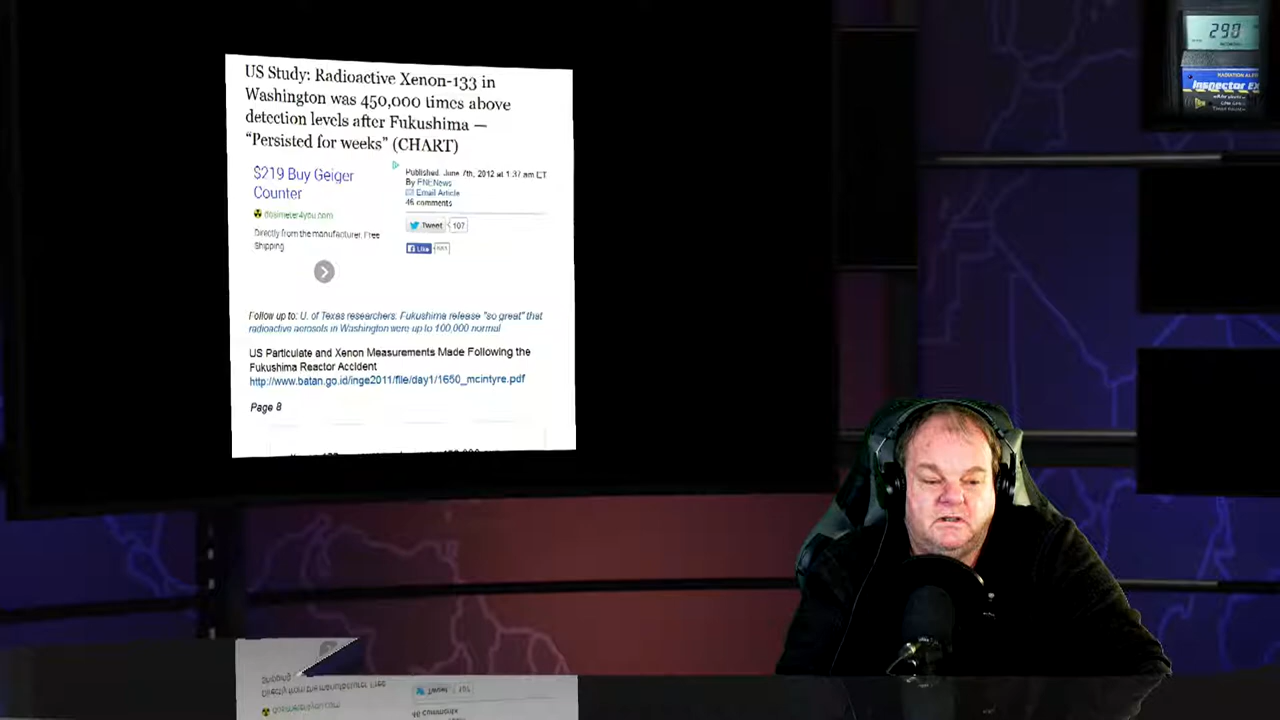 US Study: Radioactive Xenon-133 in
Washington was 450,000 times above
detection levels after Fukushima —
“Persisted for weeks” (CHART)
$219 Buy Geiger
Counter
dosimeter4you.com
Directly from the manufacturer. Free
Shipping
Published: June 7th, 2012 at 1:37 am ET
By ENENews
Email Article
46 comments
Tweet 107
Like
Follow up to: U. of Texas researchers: Fukushima release "so great" that
radioactive aerosols in Washington were up to 100,000 normal
US Particulate and Xenon Measurements Made Following the
Fukushima Reactor Accident
http://www.batan.go.id/inge2011/file/day1/1650_mcintyre.pdf
Page 8
290
RADIATION ALERT
Inspector EX